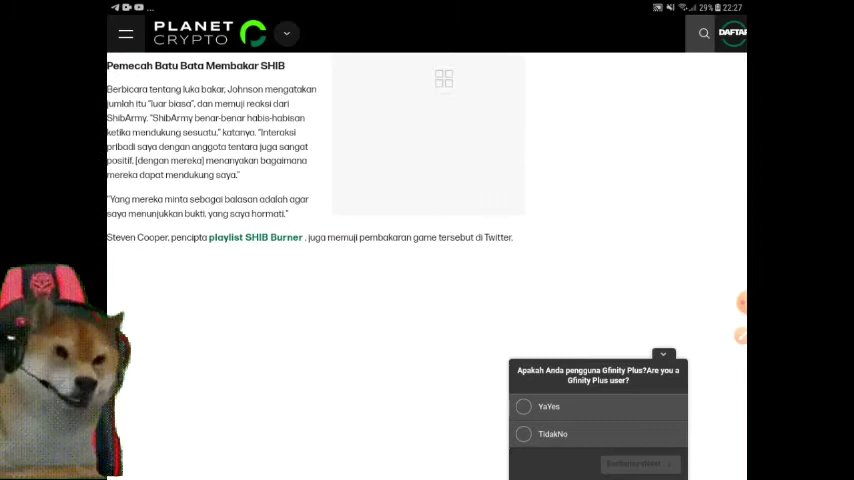 29% 22:27
PLANET
CRYPTO
DAFTAR
Pemecah Batu Bata Membakar SHIB
Berbicara tentang luka bakar, Johnson mengatakan
jumlah itu "luar biasa", dan memuji reaksi dari
ShibArmy. "ShibArmy benar-benar habis-habisan
ketika mendukung sesuatu," katanya. "Interaksi
pribadi saya dengan anggota tentara juga sangat
positif, [dengan mereka] menanyakan bagaimana
mereka dapat mendukung saya."
"Yang mereka minta sebagai balasan adalah agar
saya menunjukkan bukti, yang saya hormati."
Steven Cooper, pencipta playlist SHIB Burner , juga memuji pembakaran game tersebut di Twitter.
Apakah Anda pengguna Gfinity Plus?Are you a
Gfinity Plus user?
YaYes
TidakNo